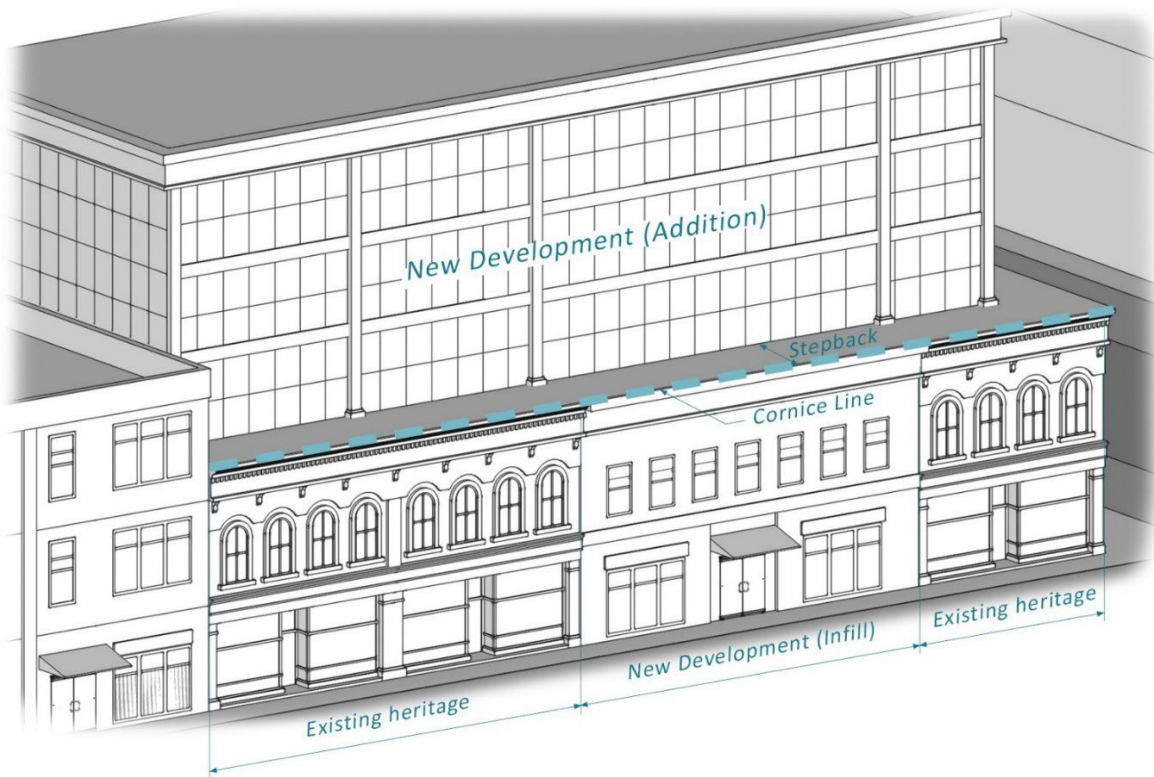 New Development (Addition)
Stepback
Cornice Line
Existing heritage
New Development (Infill)
Existing heritage